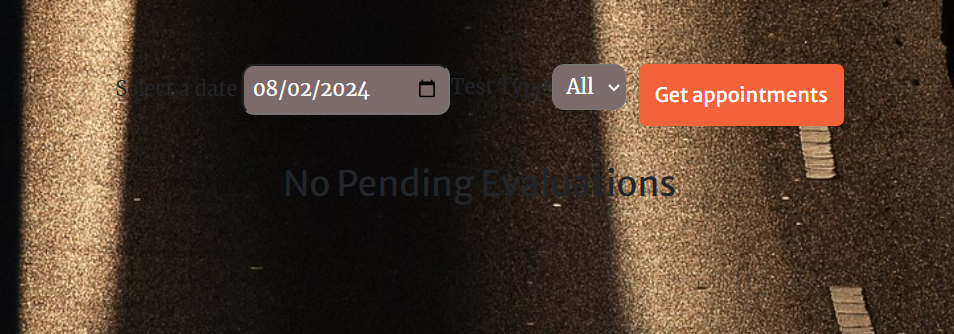 Select a date 08/02/2024 Test Type All Get appointments
No Pending Evaluations